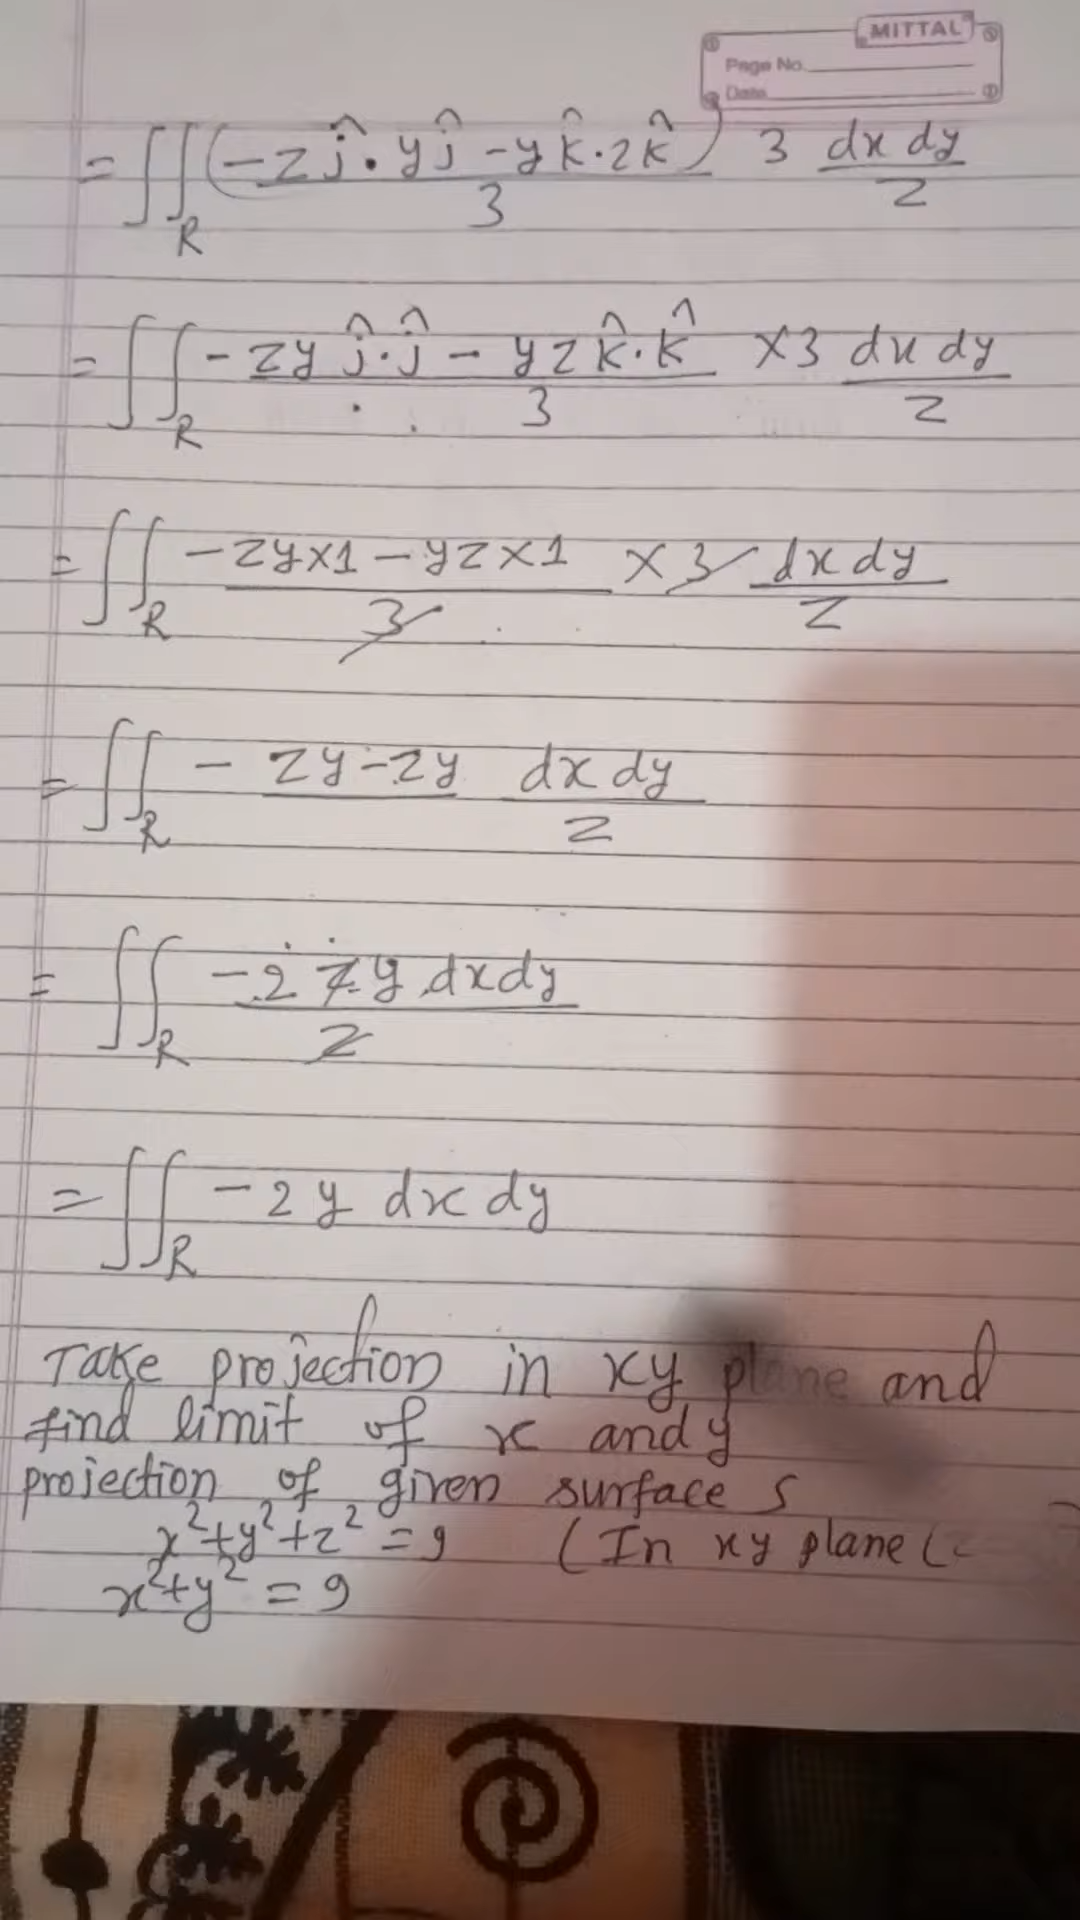 MITTAL
Page No.
Date
= ∬_R (-z ĵ · y ĵ - y k̂ · z k̂)/3 3 dx dy/z
= ∬_R (-zy ĵ·ĵ - yz k̂·k̂)/3 ×3 dx dy/z
= ∬_R (-zy×1 - yz×1)/3 ×3 dx dy/z
= ∬_R - zy - zy dx dy/z
= ∬_R -2 z y dx dy/z
= ∬_R -2 y dx dy
Take projection in xy plane and
find limit of x and y
projection of given surface S
x²+y²+z² = 9 (In xy plane (z
x²+y² = 9